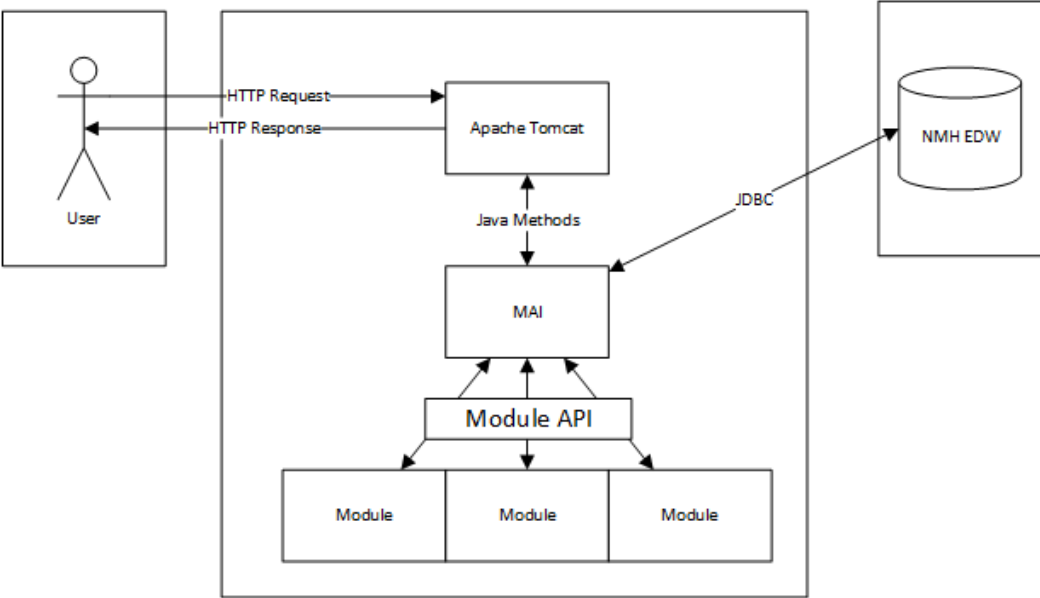 HTTP Request
HTTP Response
Apache Tomcat
NMH EDW
User
Java Methods
JDBC
MAI
Module API
Module
Module
Module